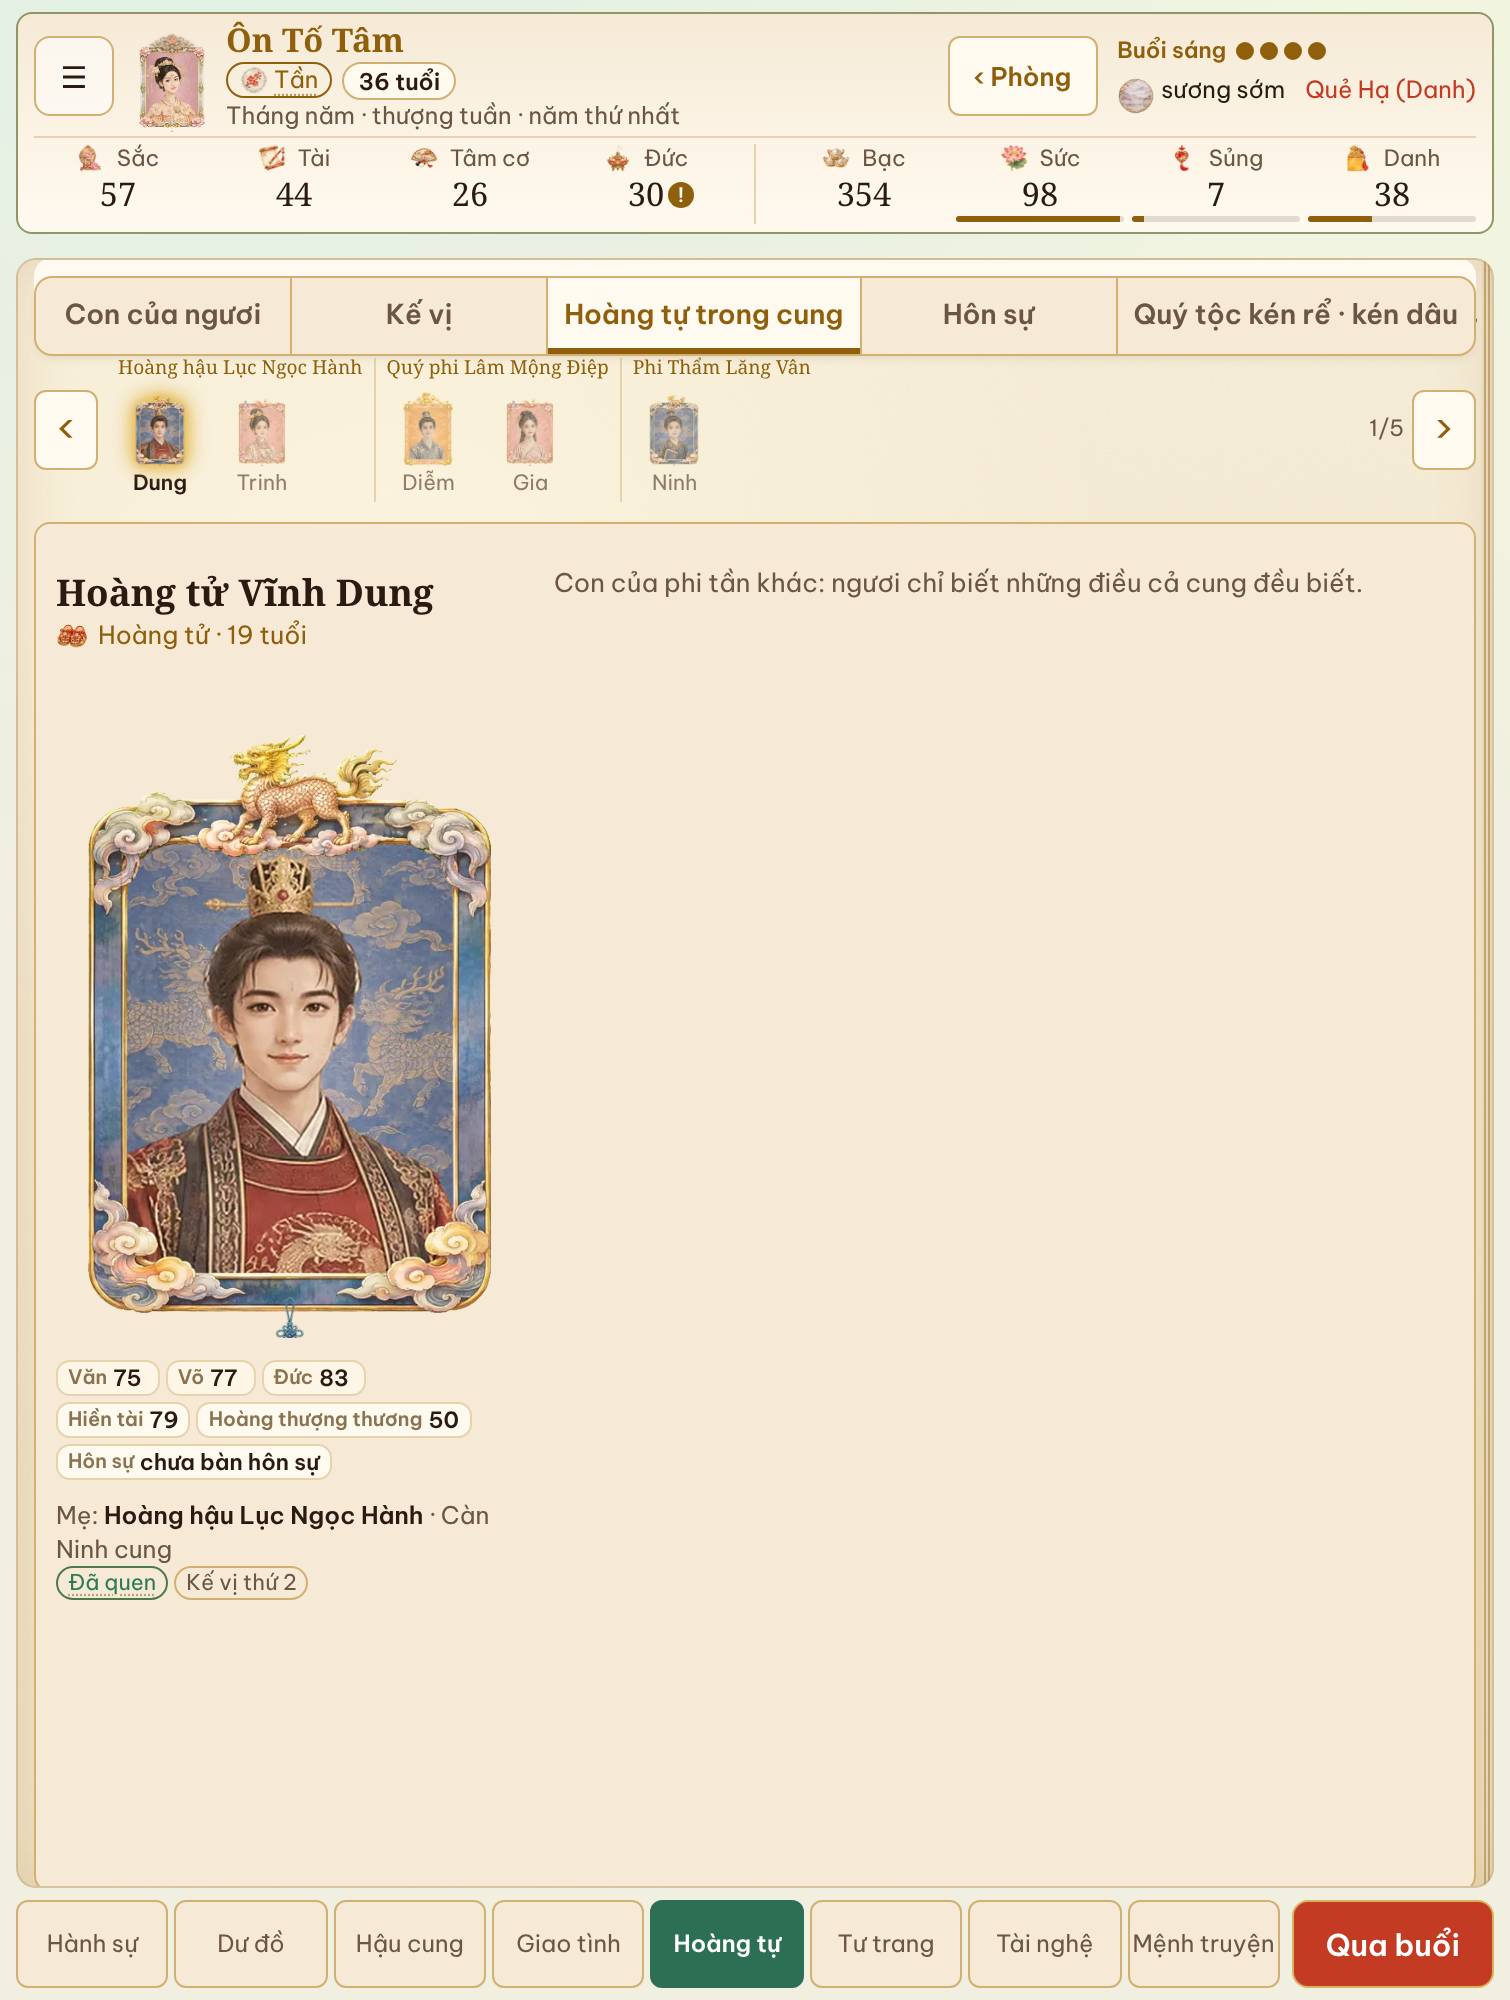 ☰
Ôn Tố Tâm
Tần
36 tuổi
Tháng năm · thượng tuần · năm thứ nhất
‹ Phòng
Buổi sáng
sương sớm
Quẻ Hạ (Danh)
Sắc
57
Tài
44
Tâm cơ
26
Đức
30 !
Bạc
354
Sức
98
Sủng
7
Danh
38
Con của ngươi
Kế vị
Hoàng tự trong cung
Hôn sự
Quý tộc kén rể · kén dâu
Hoàng hậu Lục Ngọc Hành
Quý phi Lâm Mộng Điệp
Phi Thẩm Lăng Vân
‹
Dung
Trinh
Diễm
Gia
Ninh
1/5
›
Hoàng tử Vĩnh Dung
Hoàng tử · 19 tuổi
Con của phi tần khác: ngươi chỉ biết những điều cả cung đều biết.
Văn 75
Võ 77
Đức 83
Hiền tài 79
Hoàng thượng thương 50
Hôn sự chưa bàn hôn sự
Mẹ: Hoàng hậu Lục Ngọc Hành · Càn
Ninh cung
Đã quen
Kế vị thứ 2
Hành sự
Dư đồ
Hậu cung
Giao tình
Hoàng tự
Tư trang
Tài nghệ
Mệnh truyện
Qua buổi